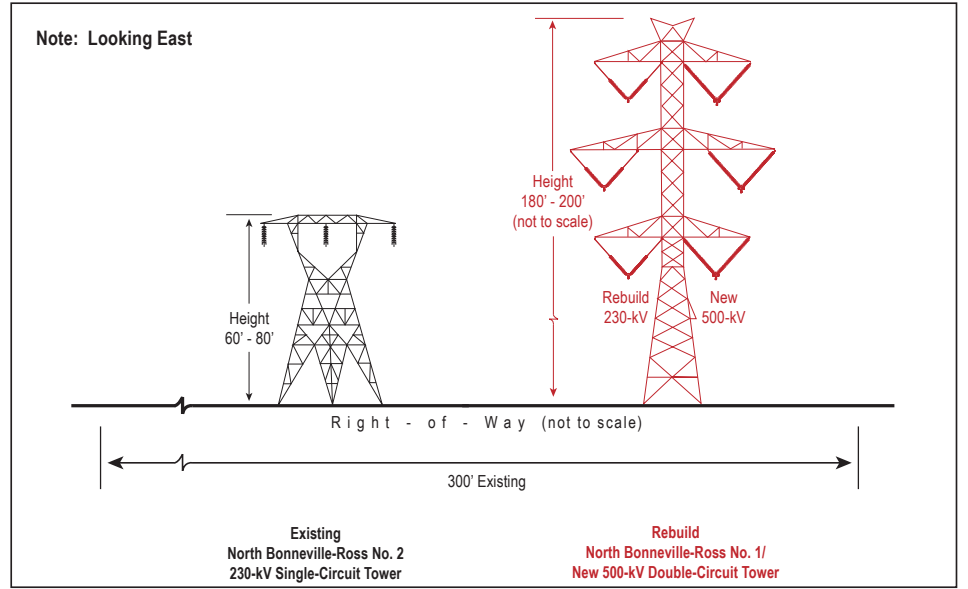 Note: Looking East
Height
180' - 200'
(not to scale)
Height
60' - 80'
Rebuild
230-kV
New
500-kV
Right - of - Way (not to scale)
300' Existing
Existing
North Bonneville-Ross No. 2
230-kV Single-Circuit Tower
Rebuild
North Bonneville-Ross No. 1/
New 500-kV Double-Circuit Tower